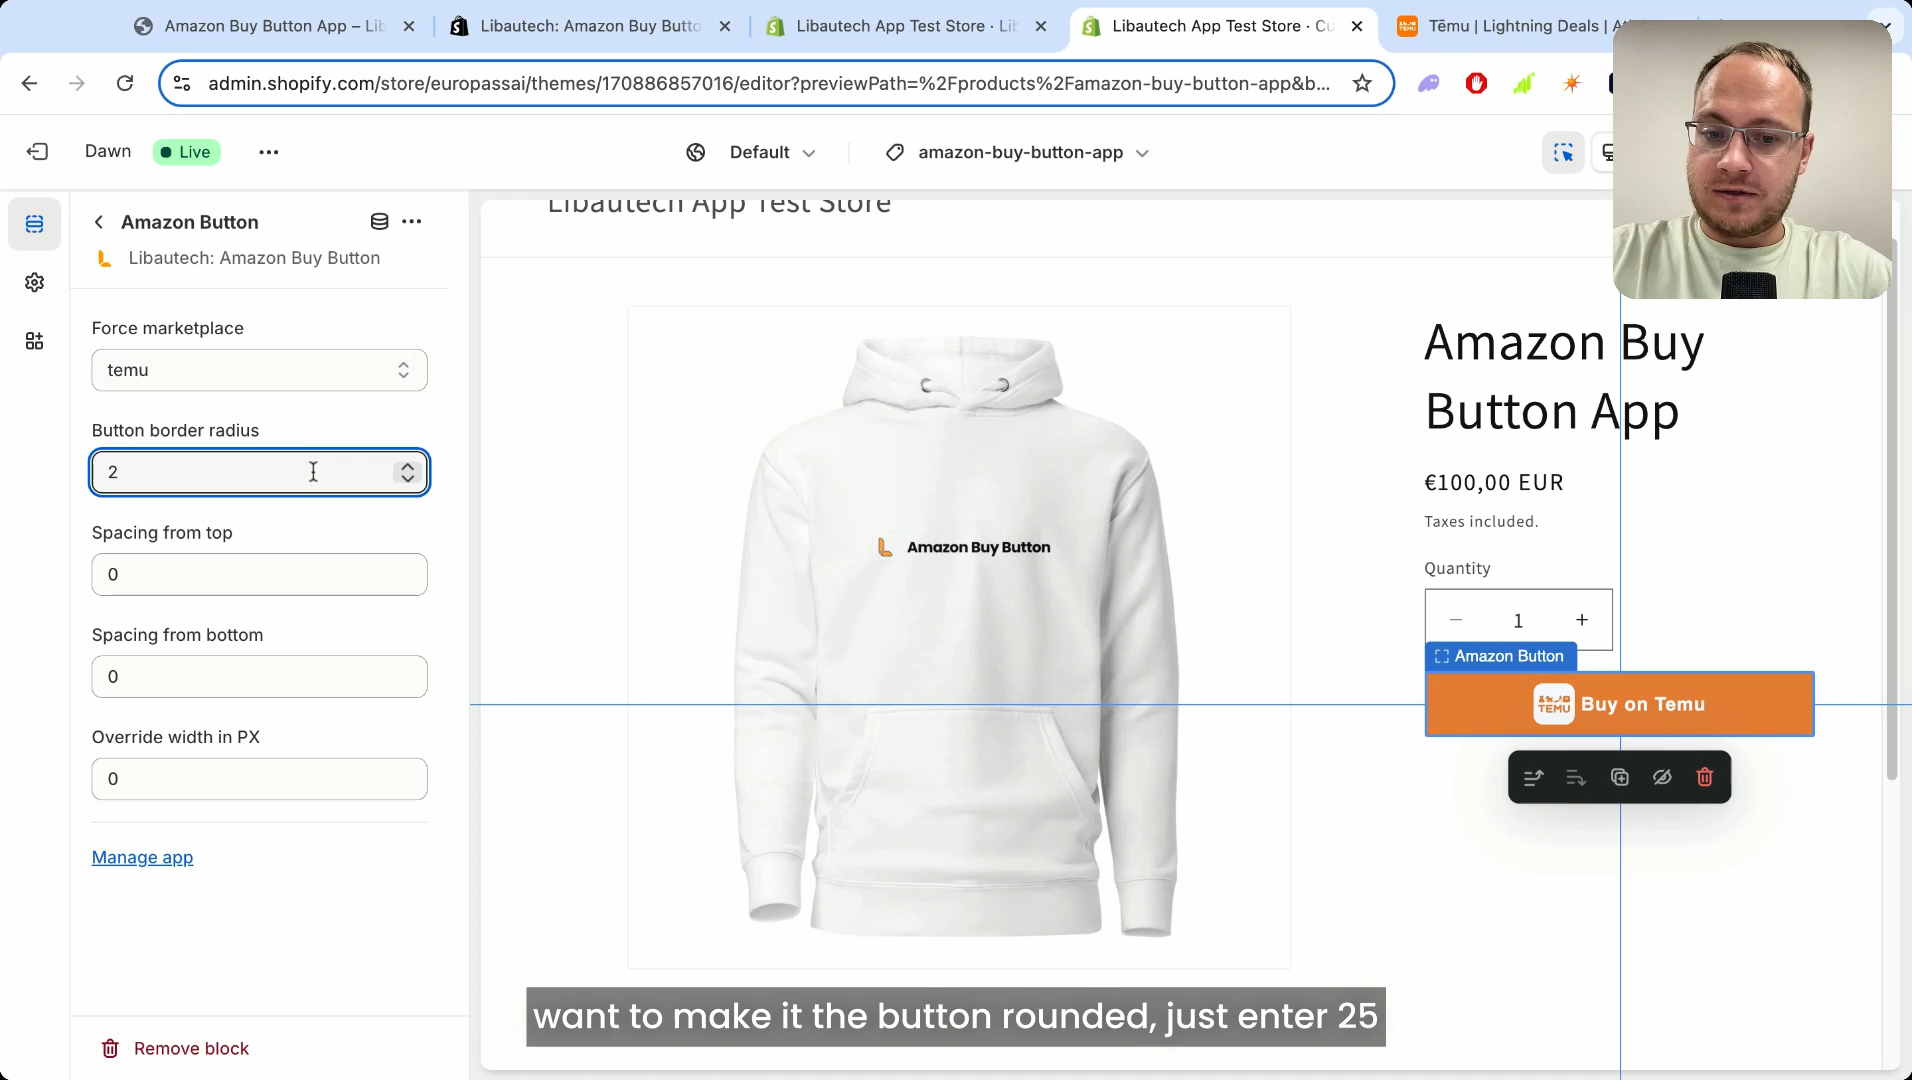 Amazon Buy Button App – Lib
Libautech: Amazon Buy Butto
Libautech App Test Store · Lib
Libautech App Test Store · Cu
Tēmu | Lightning Deals |
admin.shopify.com/store/europassai/themes/170886857016/editor?previewPath=%2Fproducts%2Famazon-buy-button-app&b...
Dawn
Live
Default
amazon-buy-button-app
Amazon Button
Libautech: Amazon Buy Button
Force marketplace
temu
Button border radius
2
Spacing from top
0
Spacing from bottom
0
Override width in PX
0
Manage app
Remove block
Libautech App Test Store
Amazon Buy Button
Amazon Buy
Button App
€100,00 EUR
Taxes included.
Quantity
1
Amazon Button
TEMU
Buy on Temu
want to make it the button rounded, just enter 25